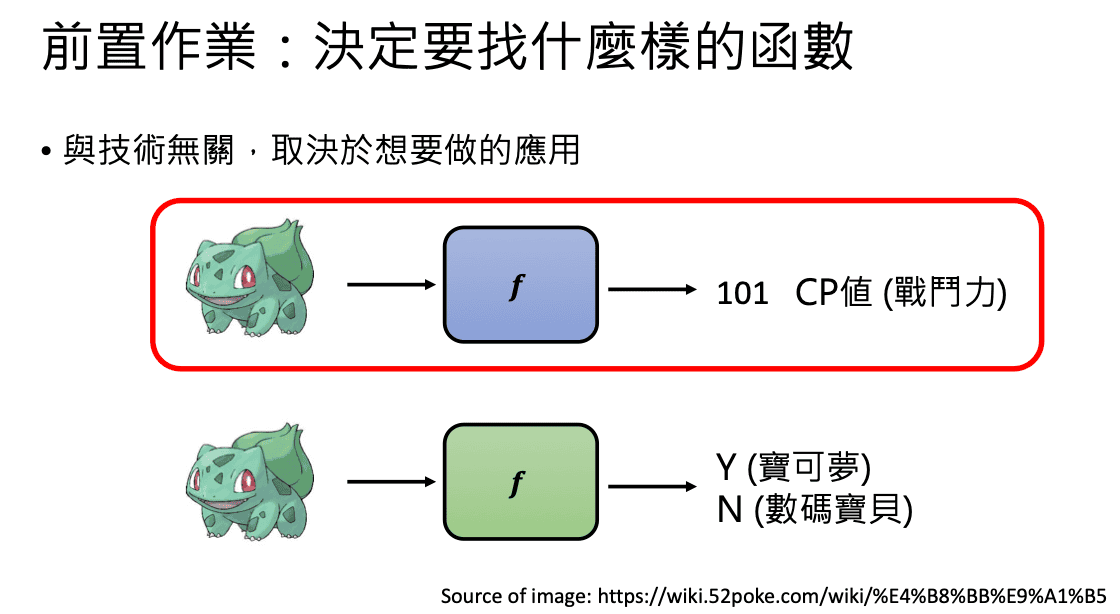 前置作業：決定要找什麼樣的函數
• 與技術無關，取決於想要做的應用
f
101 CP值 (戰鬥力)
f
Y (寶可夢)
N (數碼寶貝)
Source of image: https://wiki.52poke.com/wiki/%E4%B8%BB%E9%A1%B5